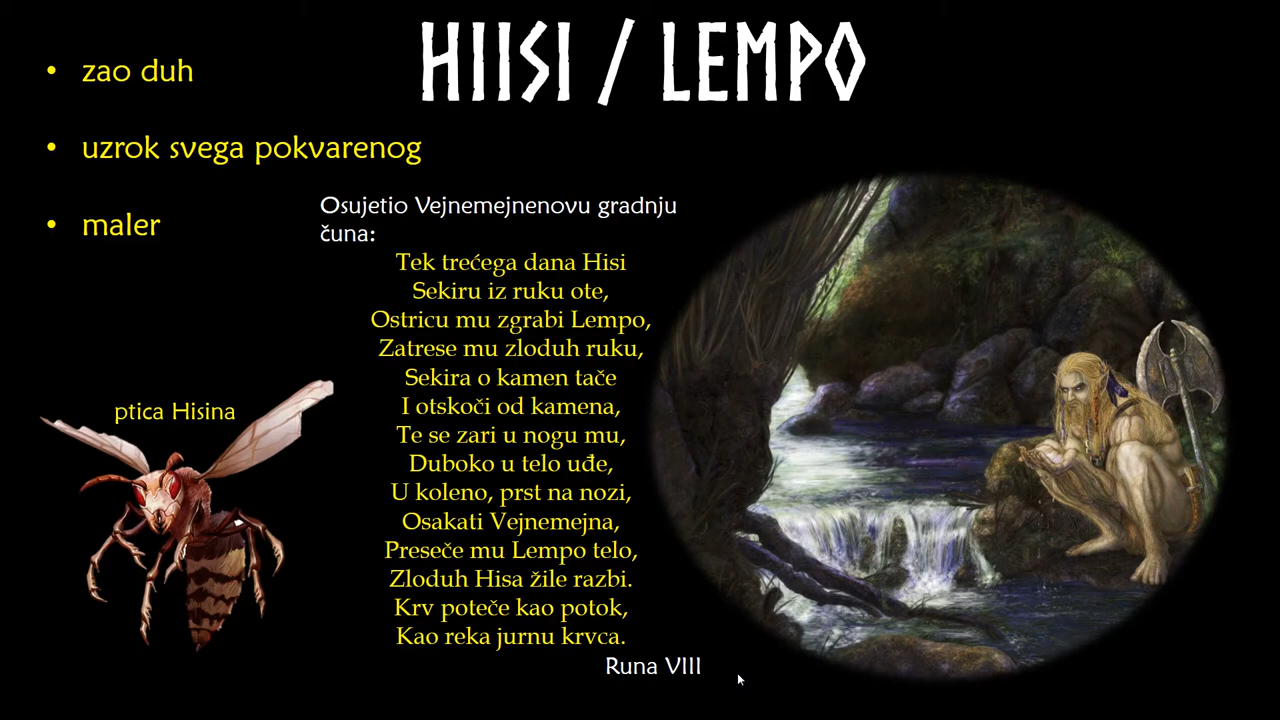 HIISI / LEMPO
• zao duh
• uzrok svega pokvarenog
• maler
Osujetio Vejnemejnenovu gradnju
čuna:
Tek trećega dana Hisi
Sekiru iz ruku ote,
Ostricu mu zgrabi Lempo,
Zatrese mu zloduh ruku,
Sekira o kamen tače
I otskoči od kamena,
Te se zari u nogu mu,
Duboko u telo uđe,
U koleno, prst na nozi,
Osakati Vejnemejna,
Preseče mu Lempo telo,
Zloduh Hisa žile razbi.
Krv poteče kao potok,
Kao reka jurnu krvca.
Runa VIII
ptica Hisina